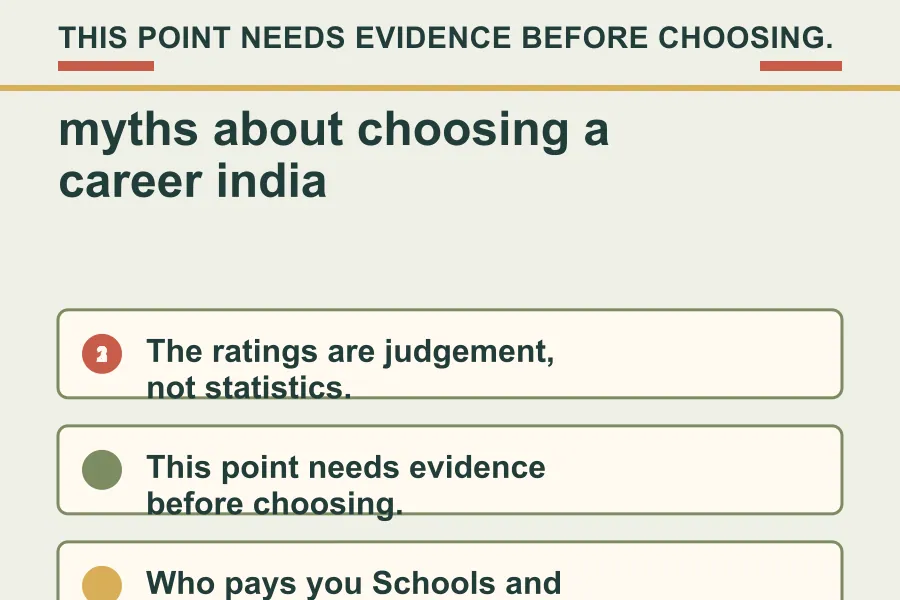 THIS POINT NEEDS EVIDENCE BEFORE CHOOSING.
myths about choosing a
career india
The ratings are judgement,
not statistics.
This point needs evidence
before choosing.
Who pays you Schools and